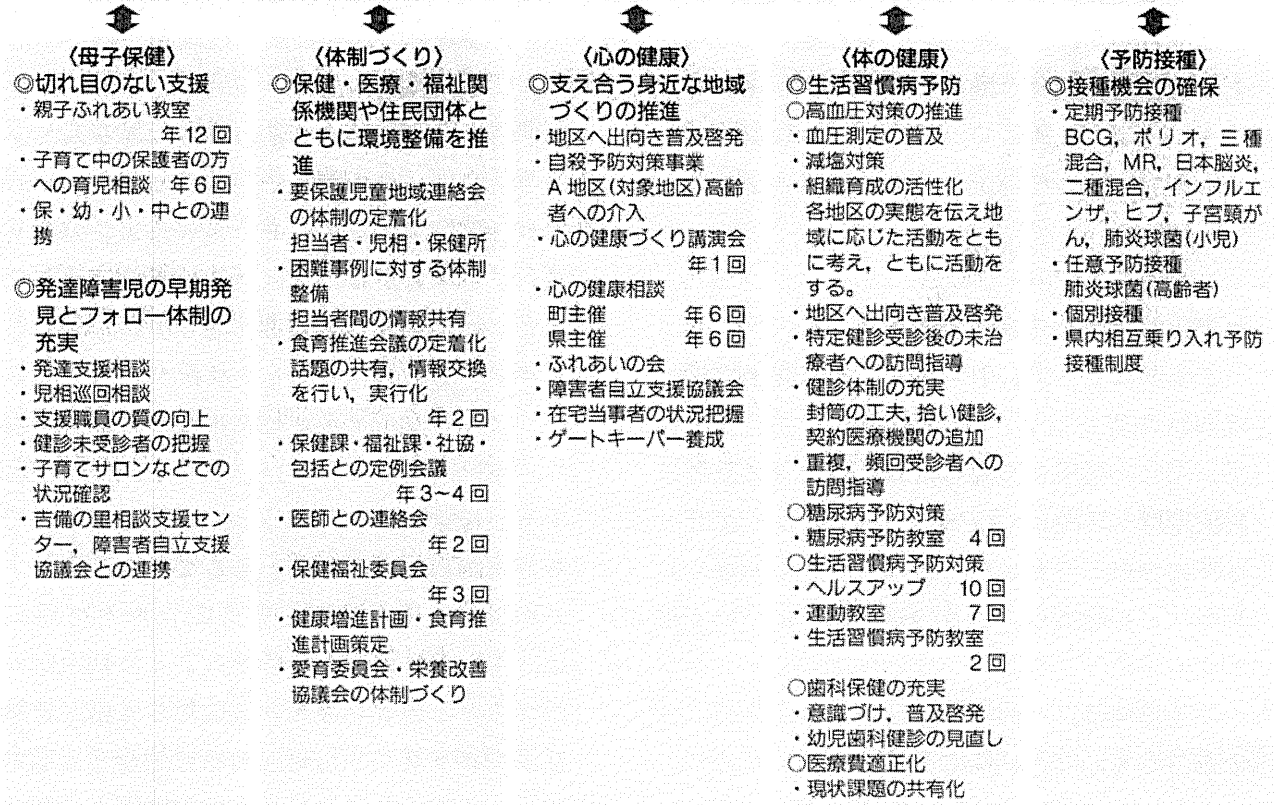 〈母子保健〉
◎切れ目のない支援
・親子ふれあい教室
年12回
・子育て中の保護者の方
への育児相談 年6回
・保・幼・小・中との連
携
◎発達障害児の早期発
見とフォロー体制の
充実
・発達支援相談
・児相巡回相談
・支援職員の質の向上
・健診未受診者の把握
・子育てサロンなどでの
状況確認
・吉備の里相談支援セン
ター，障害者自立支援
協議会との連携
〈体制づくり〉
◎保健・医療・福祉関
係機関や住民団体と
ともに環境整備を推
進
・要保護児童地域連絡会
の体制の定着化
担当者・児相・保健所
・困難事例に対する体制
整備
担当者間の情報共有
・食育推進会議の定着化
話題の共有，情報交換
を行い，実行化
年2回
・保健課・福祉課・社協・
包括との定例会議
年3~4回
・医師との連絡会
年2回
・保健福祉委員会
年3回
・健康増進計画・食育推
進計画策定
・愛育委員会・栄養改善
協議会の体制づくり
〈心の健康〉
◎支え合う身近な地域
づくりの推進
・地区へ出向き普及啓発
・自殺予防対策事業
A地区(対象地区)高齢
者への介入
・心の健康づくり講演会
年1回
・心の健康相談
町主催 年6回
県主催 年6回
・ふれあいの会
・障害者自立支援協議会
・在宅当事者の状況把握
・ゲートキーパー養成
〈体の健康〉
◎生活習慣病予防
○高血圧対策の推進
・血圧測定の普及
・減塩対策
・組織育成の活性化
各地区の実態を伝え地
域に応じた活動をとも
に考え，ともに活動を
する。
・地区へ出向き普及啓発
・特定健診受診後の未治
療者への訪問指導
・健診体制の充実
封筒の工夫，拾い健診，
契約医療機関の追加
・重複，頻回受診者への
訪問指導
○糖尿病予防対策
・糖尿病予防教室 4回
○生活習慣病予防対策
・ヘルスアップ 10回
・運動教室 7回
・生活習慣病予防教室
2回
○歯科保健の充実
・意識づけ，普及啓発
・幼児歯科健診の見直し
○医療費適正化
・現状課題の共有化
〈予防接種〉
◎接種機会の確保
・定期予防接種
BCG，ポリオ，三種
混合，MR，日本脳炎，
二種混合，インフルエ
ンザ，ヒブ，子宮頸が
ん，肺炎球菌(小児)
・任意予防接種
肺炎球菌(高齢者)
・個別接種
・県内相互乗り入れ予防
接種制度